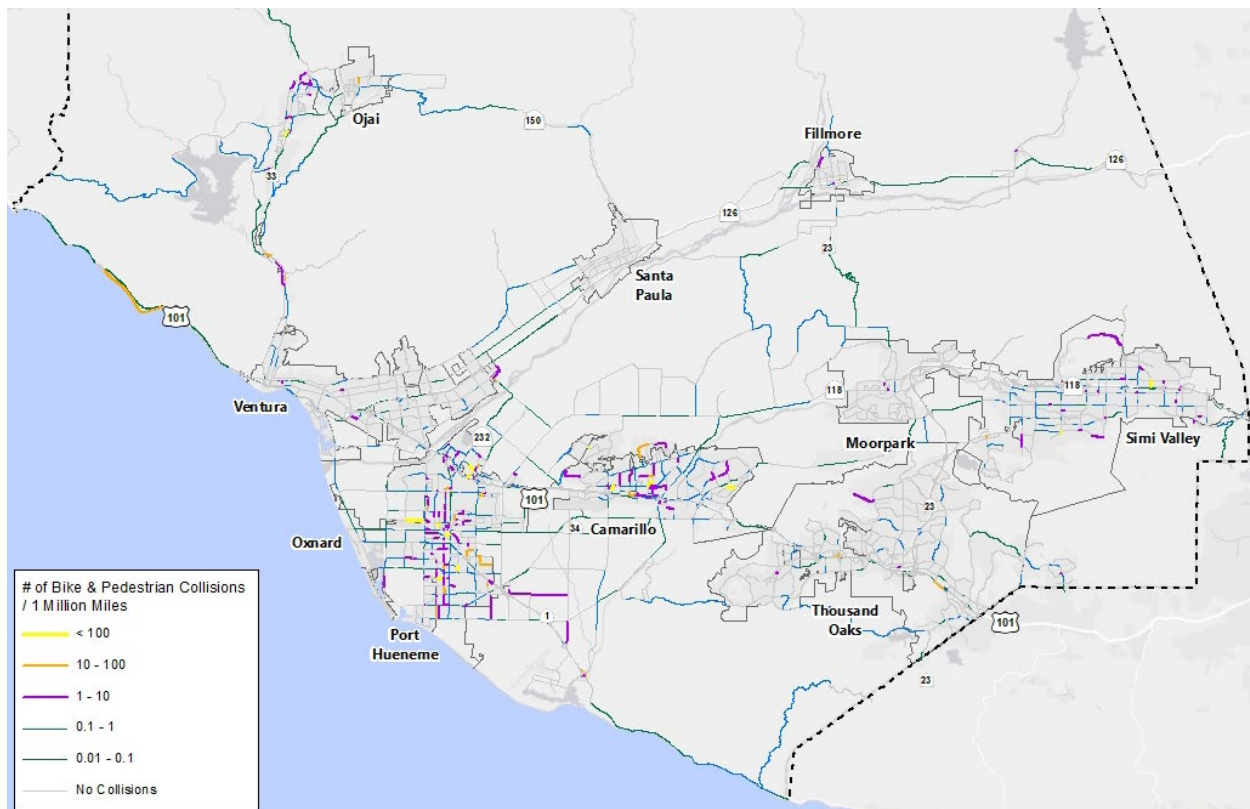 Ojai
150
33
Fillmore
126
126
23
Santa
Paula
101
118
118
Ventura
232
Moorpark
Simi Valley
101
23
34
Camarillo
Oxnard
# of Bike & Pedestrian Collisions
/ 1 Million Miles
< 100
10 - 100
1 - 10
0.1 - 1
0.01 - 0.1
No Collisions
Port
Hueneme
1
Thousand
Oaks
101
23